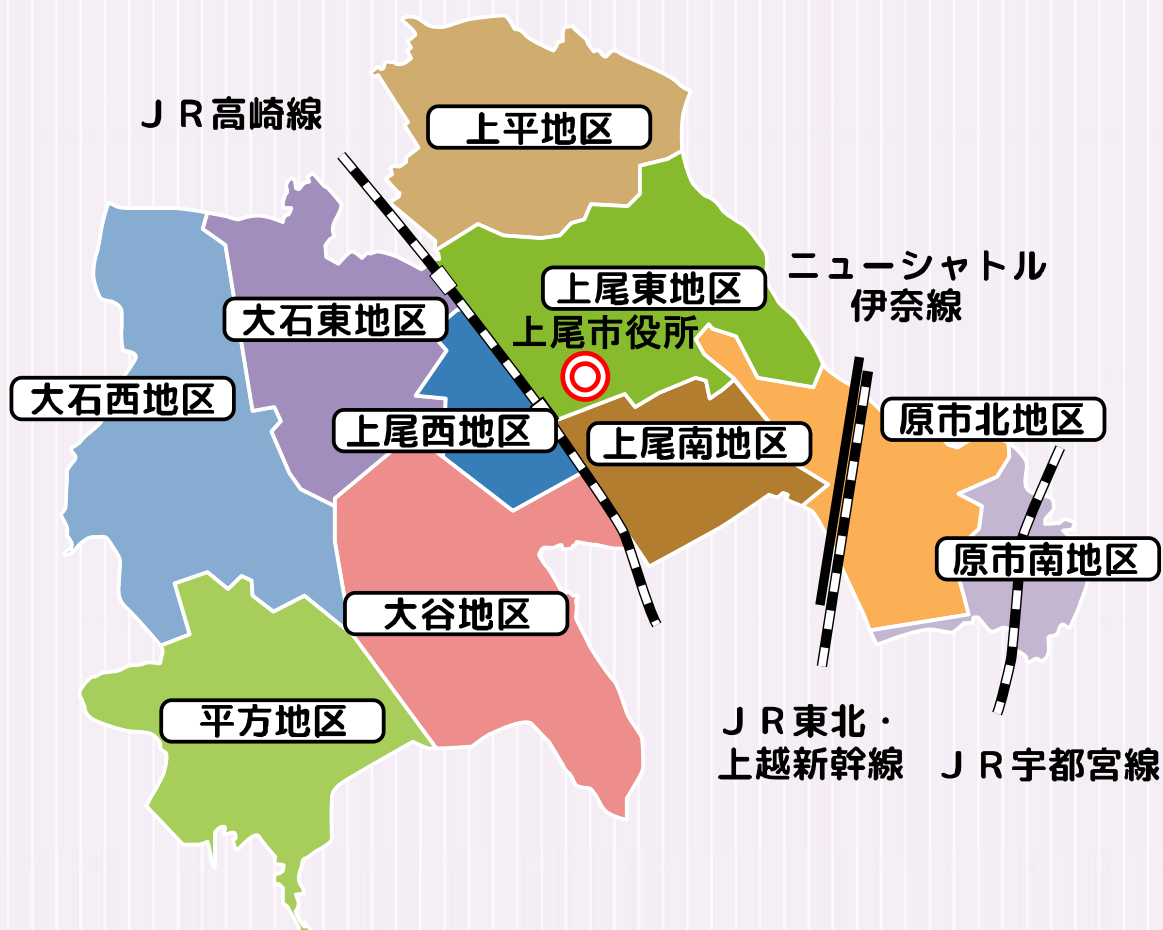 ＪＲ高崎線
上平地区
ニューシャトル
伊奈線
上尾東地区
上尾市役所
大石東地区
大石西地区
上尾西地区
上尾南地区
原市北地区
原市南地区
大谷地区
平方地区
ＪＲ東北・
上越新幹線
ＪＲ宇都宮線